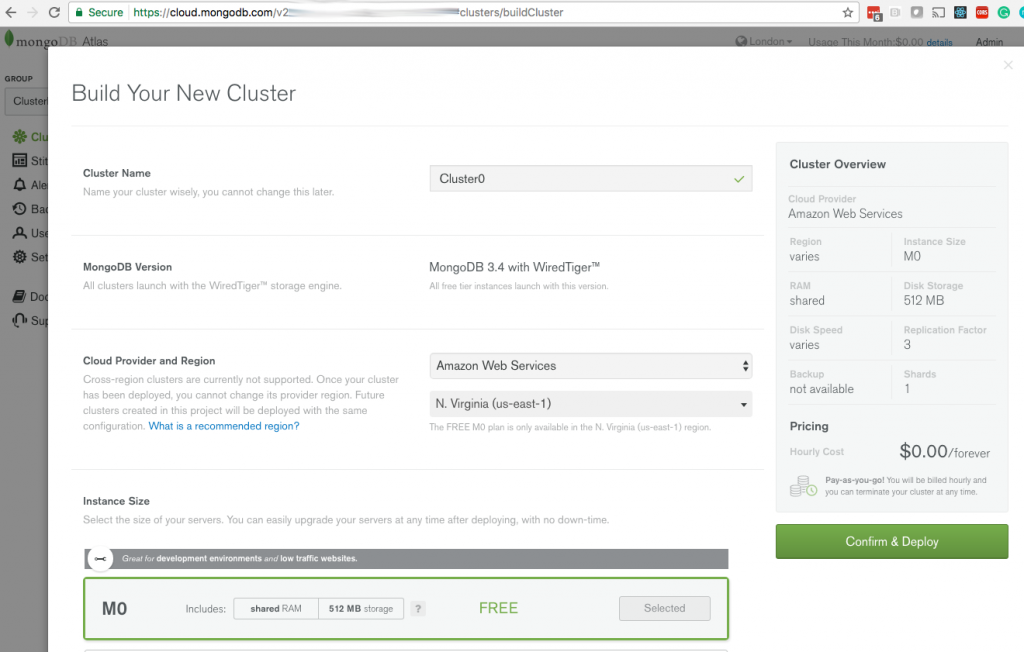 Secure https://cloud.mongodb.com/v2 clusters/buildCluster
6
CORS
mongoDB Atlas
London
Usage This Month:$0.00 details
Admin
GROUP
Cluster
Clu
Stit
Ale
Bac
Use
Set
Doc
Sup
Build Your New Cluster
Cluster Name
Name your cluster wisely, you cannot change this later.
Cluster0
MongoDB Version
All clusters launch with the WiredTiger™ storage engine.
MongoDB 3.4 with WiredTiger™
All free tier instances launch with this version.
Cloud Provider and Region
Cross-region clusters are currently not supported. Once your cluster
has been deployed, you cannot change its provider region. Future
clusters created in this project will be deployed with the same
configuration. What is a recommended region?
Amazon Web Services
N. Virginia (us-east-1)
The FREE M0 plan is only available in the N. Virginia (us-east-1) region.
Instance Size
Select the size of your servers. You can easily upgrade your servers at any time after deploying, with no down-time.
Great for development environments and low traffic websites.
M0
Includes:
shared RAM
512 MB storage
?
FREE
Selected
Cluster Overview
Cloud Provider
Amazon Web Services
Region
varies
Instance Size
M0
RAM
shared
Disk Storage
512 MB
Disk Speed
varies
Replication Factor
3
Backup
not available
Shards
1
Pricing
Hourly Cost
$0.00/forever
Pay-as-you-go! You will be billed hourly and
you can terminate your cluster at any time.
Confirm & Deploy